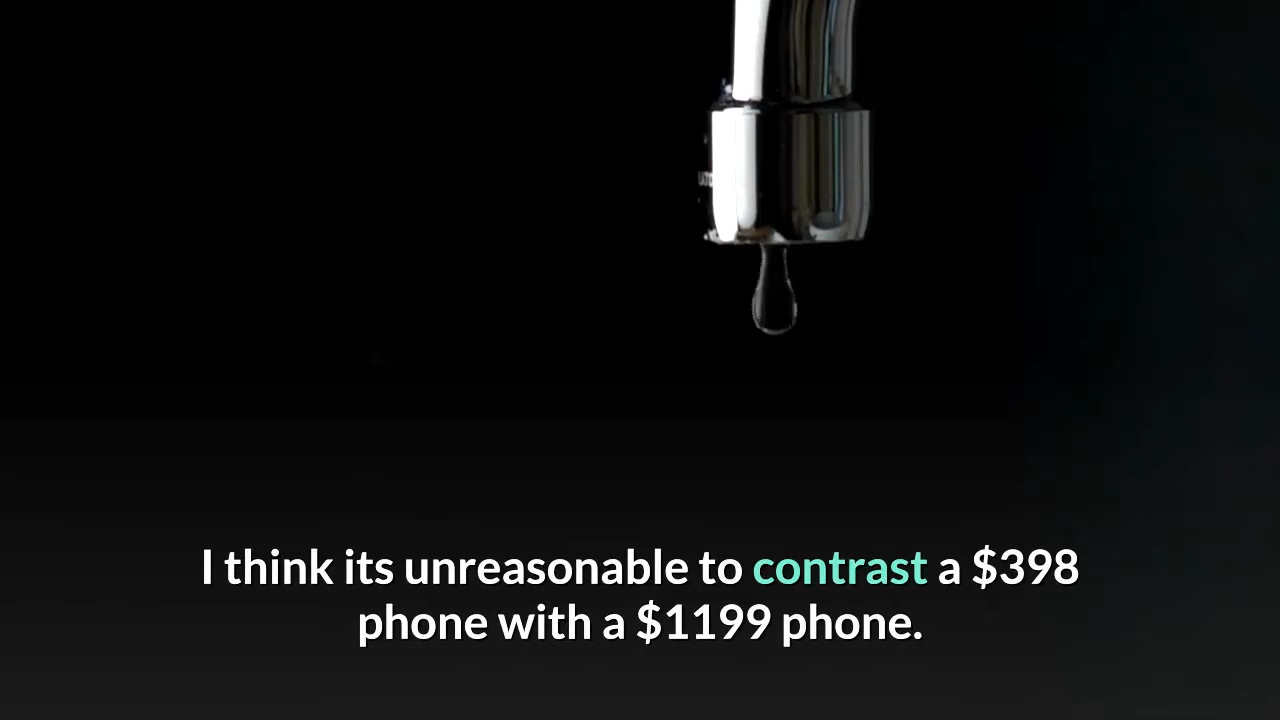 I think its unreasonable to contrast a $398
phone with a $1199 phone.